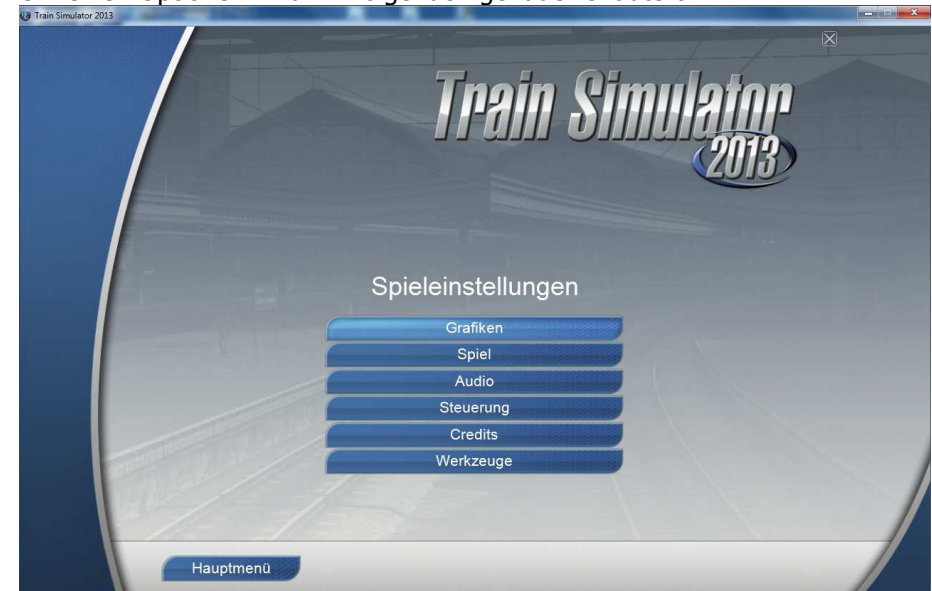 Train Simulator 2013
Train Simulator
2013
Spieleinstellungen
Grafiken
Spiel
Audio
Steuerung
Credits
Werkzeuge
Hauptmenü